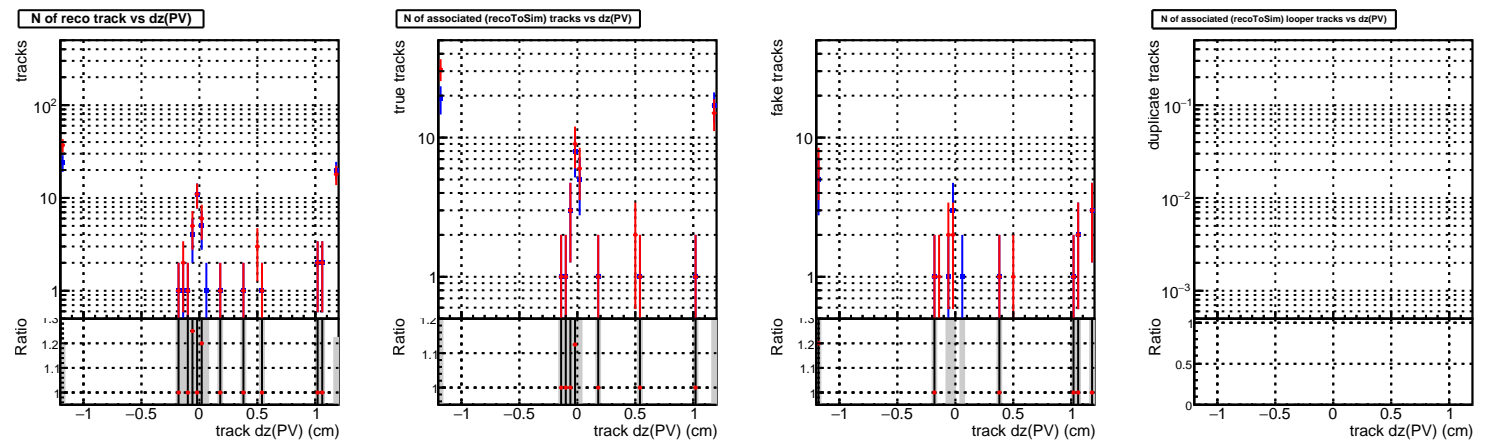 N of reco track vs dz(PV)
tracks
10²
10
1
Ratio
1.3
1.2
1.1
1
−1 −0.5 0 0.5 1
track dz(PV) (cm)
N of associated (recoToSim) tracks vs dz(PV)
true tracks
10
1
Ratio
1.2
1.1
1
−1 −0.5 0 0.5 1
track dz(PV) (cm)
fake tracks
10
1
Ratio
1.3
1.2
1.1
1
−1 −0.5 0 0.5 1
track dz(PV) (cm)
N of associated (recoToSim) looper tracks vs dz(PV)
duplicate tracks
10⁻¹
10⁻²
10⁻³
Ratio
1
0.5
0
−1 −0.5 0 0.5 1
track dz(PV) (cm)